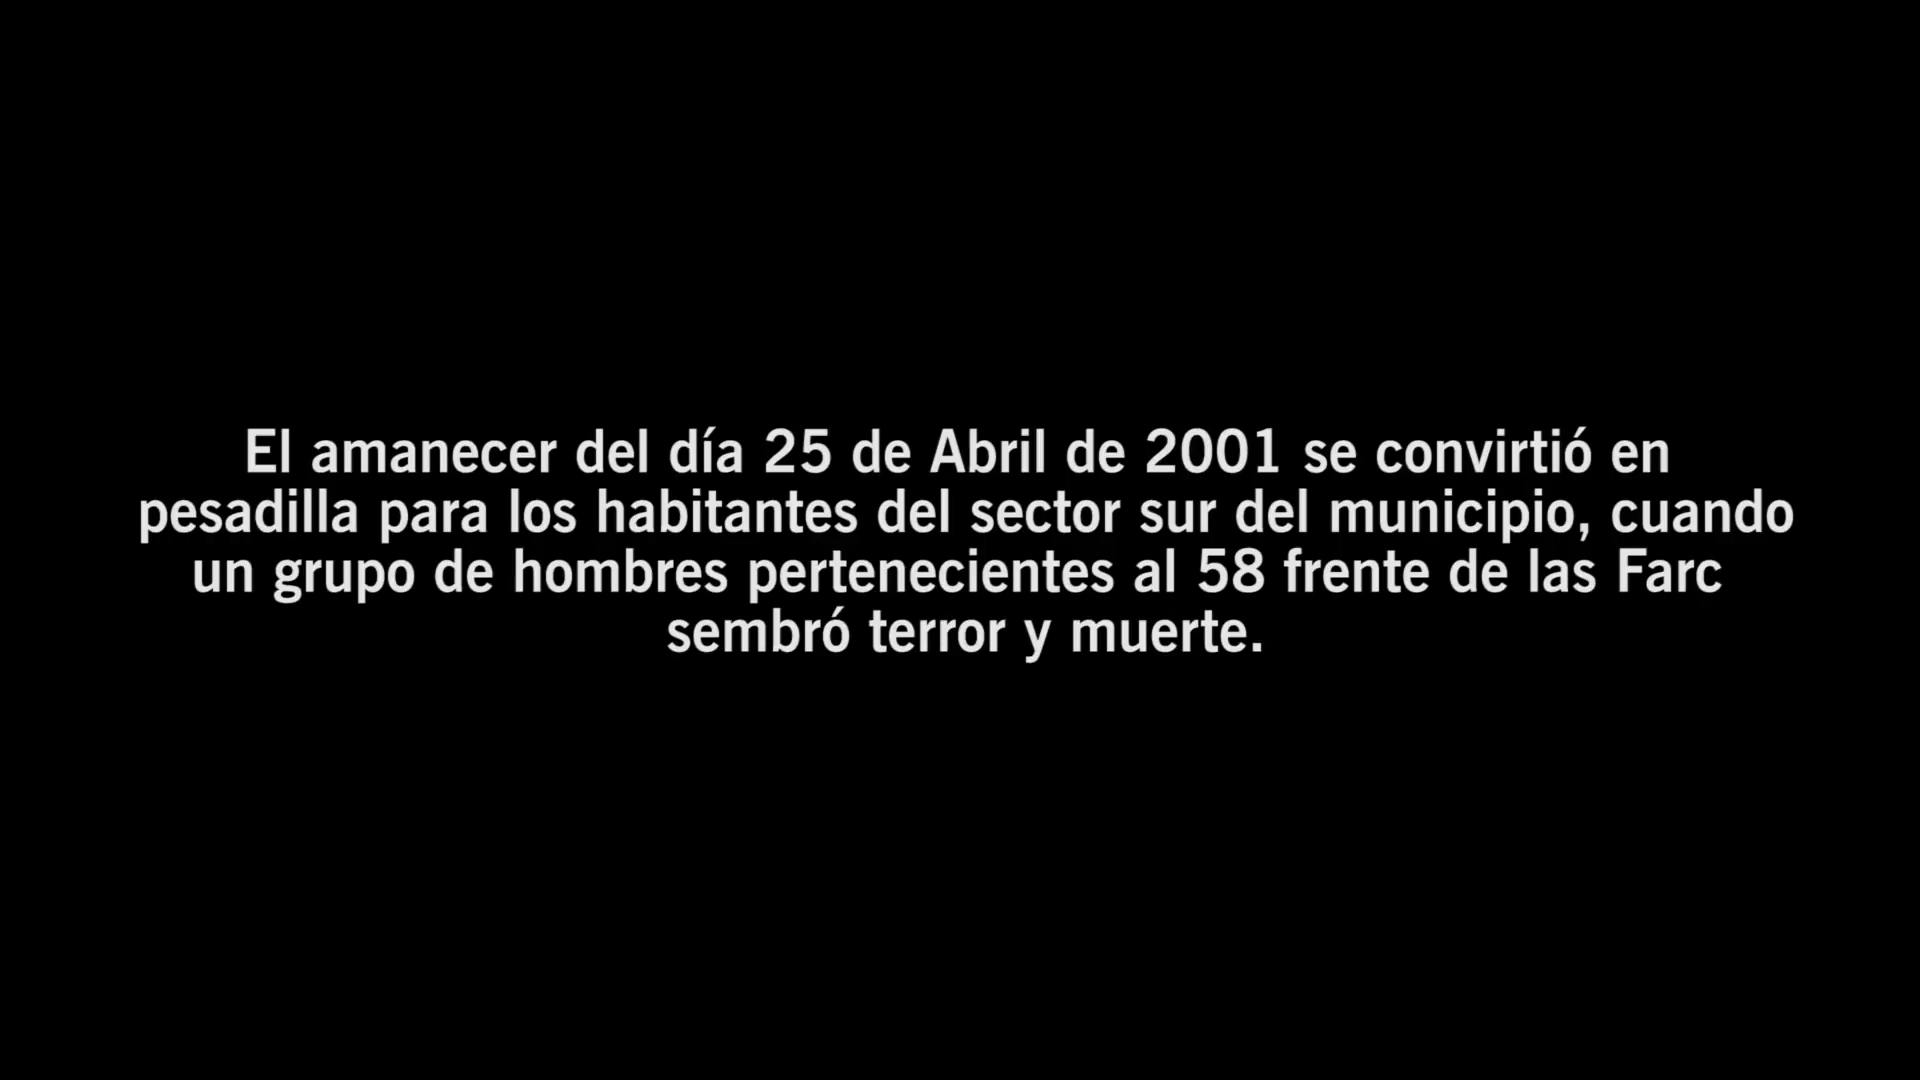 El amanecer del día 25 de Abril de 2001 se convirtió en
pesadilla para los habitantes del sector sur del municipio, cuando
un grupo de hombres pertenecientes al 58 frente de las Farc
sembró terror y muerte.